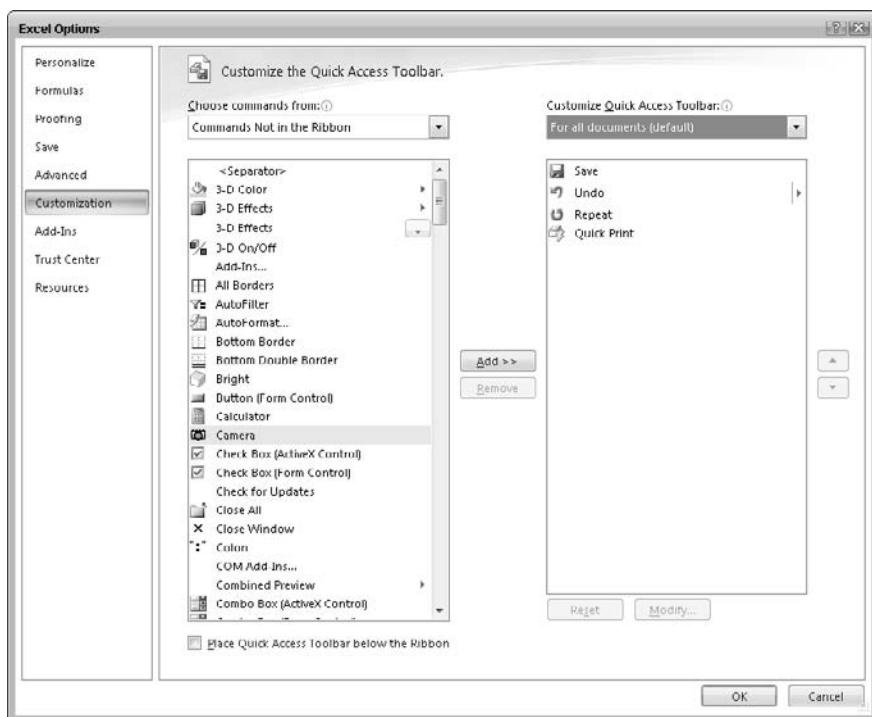 Excel Options
Personalize
Formulas
Proofing
Save
Advanced
Customization
Add-Ins
Trust Center
Resources
Customize the Quick Access Toolbar.
Choose commands from:
Commands Not in the Ribbon
<Separator>
3-D Color
3-D Effects
3-D Effects
3-D On/Off
Add-Ins...
All Borders
AutoFilter
AutoFormat...
Bottom Border
Bottom Double Border
Bright
Button (Form Control)
Calculator
Camera
Check Box (ActiveX Control)
Check Box (Form Control)
Check for Updates
Close All
Close Window
Colon
COM Add-Ins...
Combined Preview
Combo Box (ActiveX Control)
Place Quick Access Toolbar below the Ribbon
Add >>
Remove
Customize Quick Access Toolbar:
For all documents (default)
Save
Undo
Repeat
Quick Print
Reset
Modify...
OK
Cancel